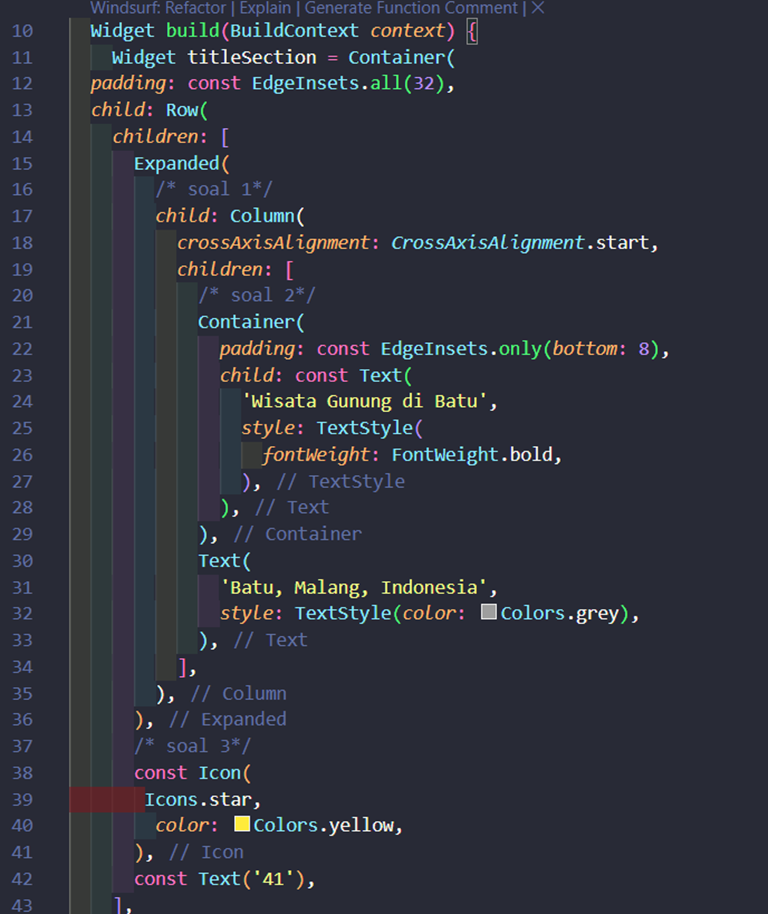 Windsurf: Refactor | Explain | Generate Function Comment | ×
10 Widget build(BuildContext context) {
11 Widget titleSection = Container(
12 padding: const EdgeInsets.all(32),
13 child: Row(
14 children: [
15 Expanded(
16 /* soal 1*/
17 child: Column(
18 crossAxisAlignment: CrossAxisAlignment.start,
19 children: [
20 /* soal 2*/
21 Container(
22 padding: const EdgeInsets.only(bottom: 8),
23 child: const Text(
24 'Wisata Gunung di Batu',
25 style: TextStyle(
26 fontWeight: FontWeight.bold,
27 ), // TextStyle
28 ), // Text
29 ), // Container
30 Text(
31 'Batu, Malang, Indonesia',
32 style: TextStyle(color: Colors.grey),
33 ), // Text
34 ],
35 ), // Column
36 ), // Expanded
37 /* soal 3*/
38 const Icon(
39 Icons.star,
40 color: Colors.yellow,
41 ), // Icon
42 const Text('41'),
43 ],